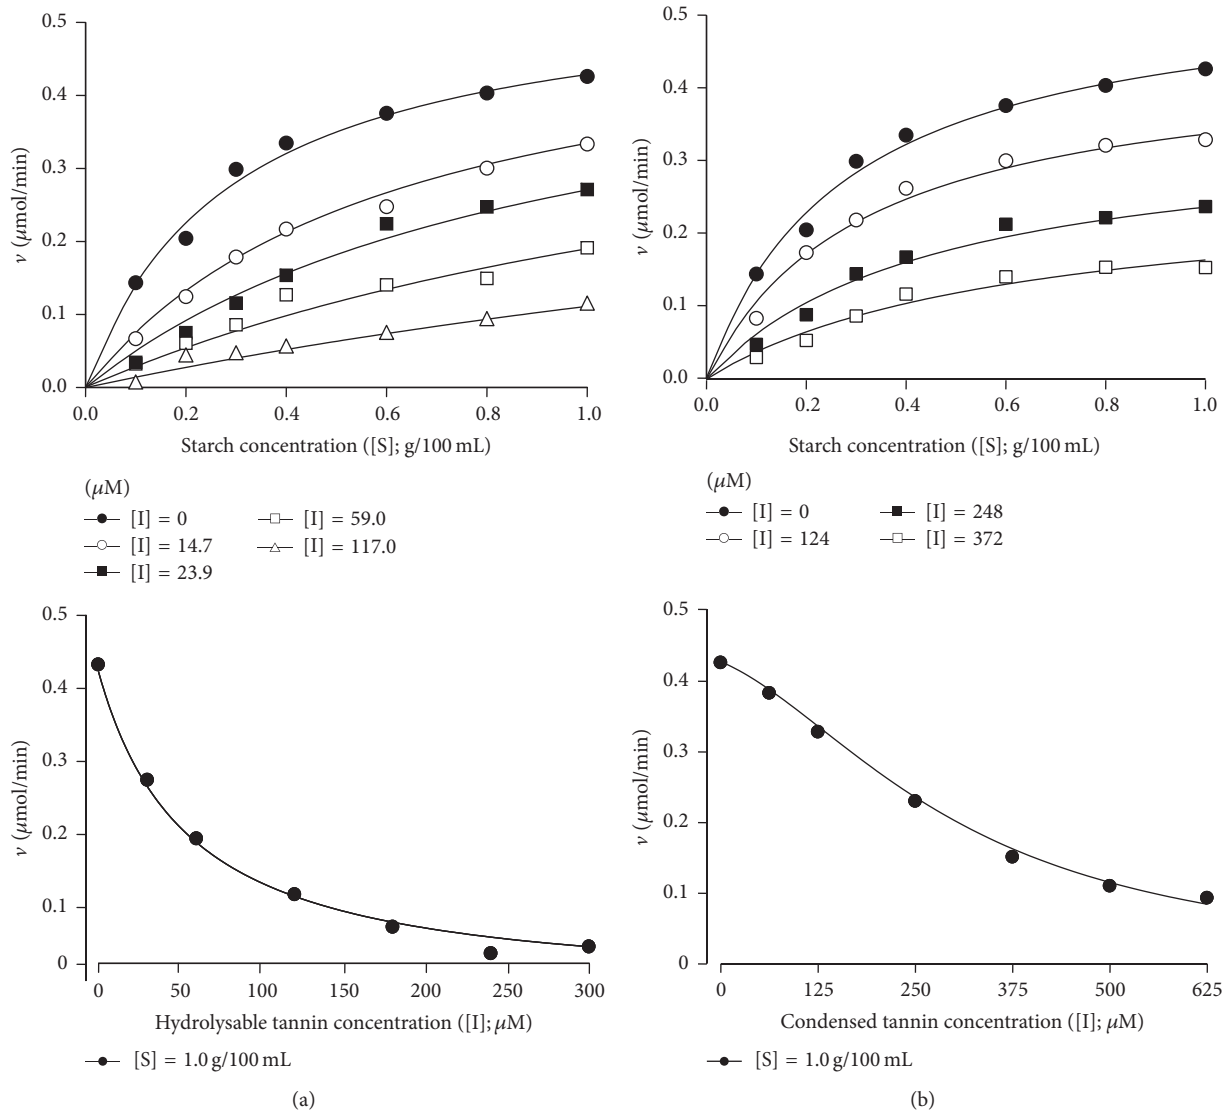 0.5
0.4
0.3
0.2
0.1
0.0
v (μmol/min)
0.0 0.2 0.4 0.6 0.8 1.0
Starch concentration ([S]; g/100 mL)
(μM)
[I] = 0
[I] = 14.7
[I] = 23.9
[I] = 59.0
[I] = 117.0
0.5
0.4
0.3
0.2
0.1
0.0
v (μmol/min)
0.0 0.2 0.4 0.6 0.8 1.0
Starch concentration ([S]; g/100 mL)
(μM)
[I] = 0
[I] = 124
[I] = 248
[I] = 372
0.5
0.4
0.3
0.2
0.1
0
v (μmol/min)
0 50 100 150 200 250 300
Hydrolysable tannin concentration ([I]; μM)
[S] = 1.0 g/100 mL
(a)
0.5
0.4
0.3
0.2
0.1
0
v (μmol/min)
0 125 250 375 500 625
Condensed tannin concentration ([I]; μM)
[S] = 1.0 g/100 mL
(b)